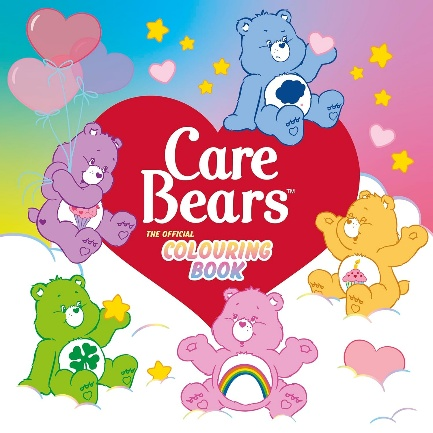 Care
Bears™
THE OFFICIAL
COLOURING
BOOK